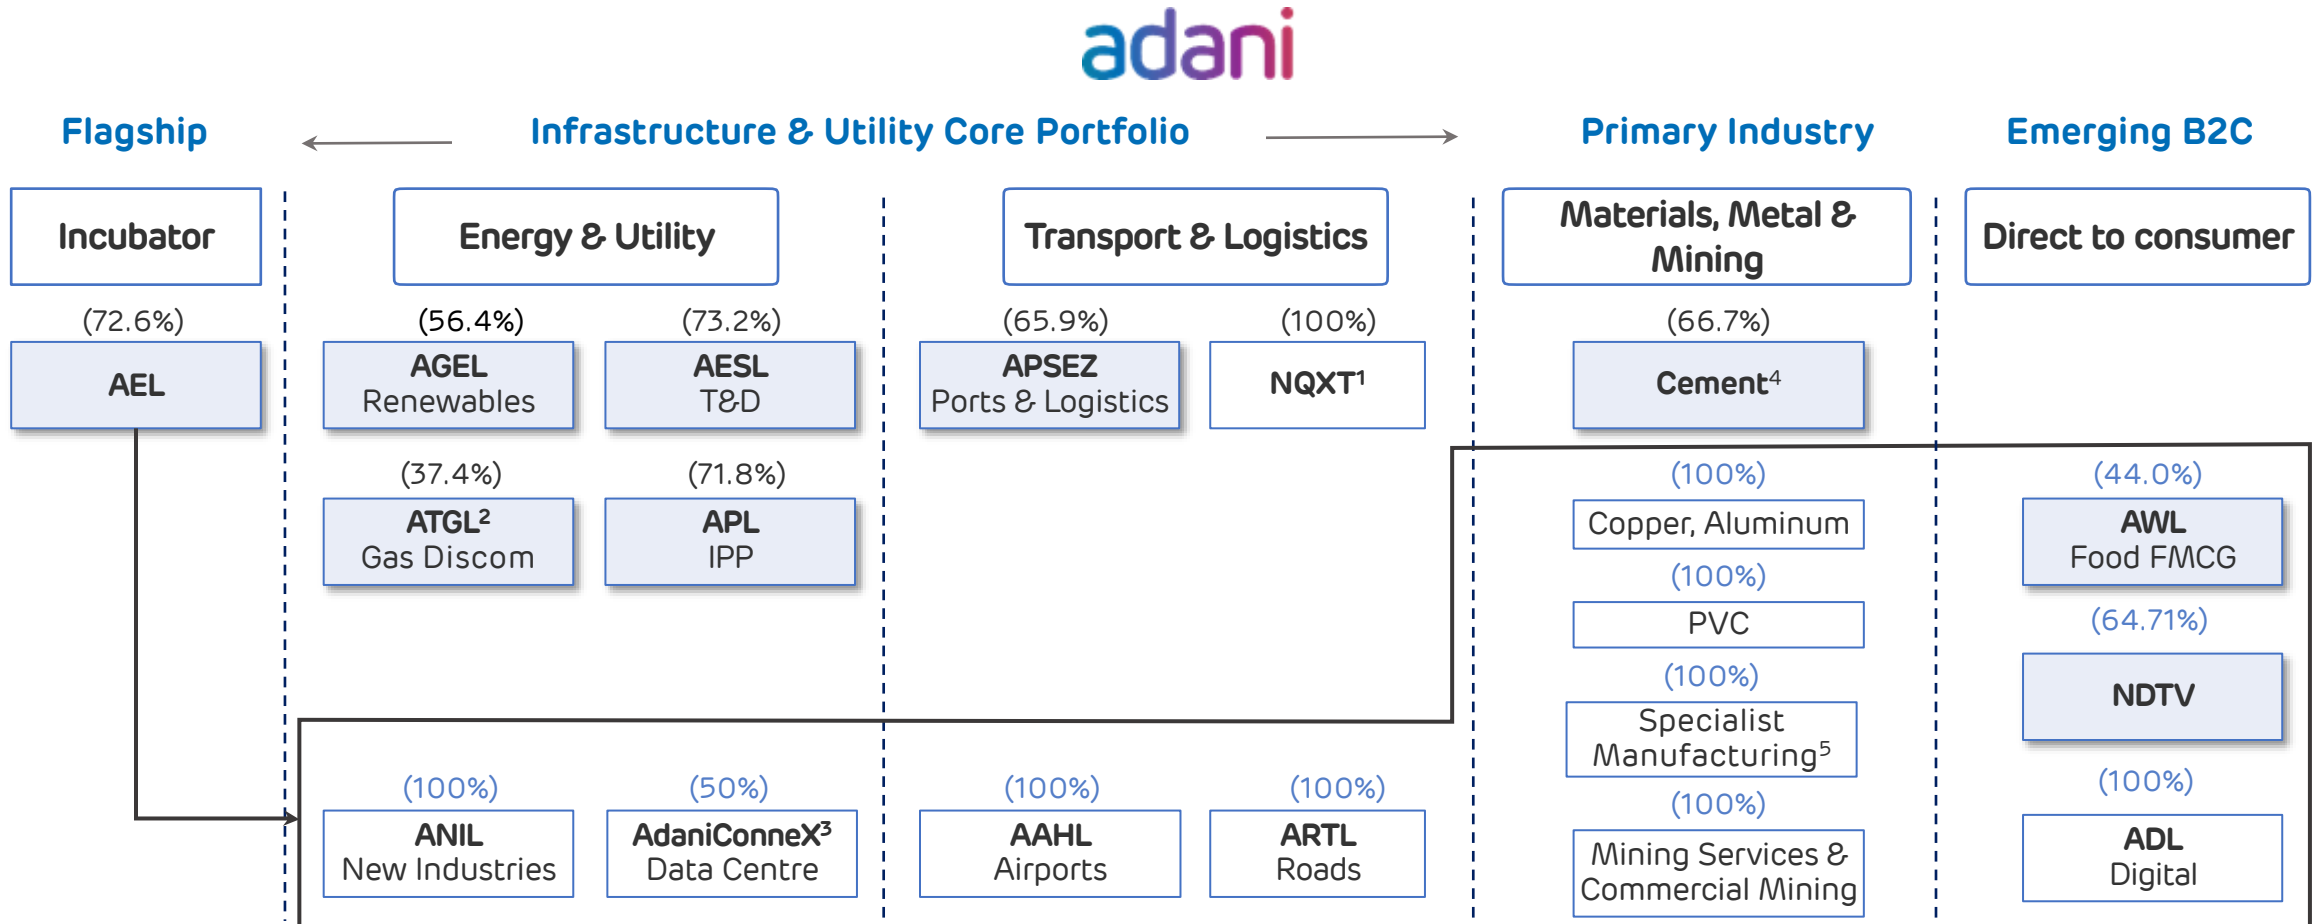 adani
Flagship
Infrastructure & Utility Core Portfolio
Primary Industry
Emerging B2C
Incubator
Energy & Utility
Transport & Logistics
Materials, Metal &
Mining
Direct to consumer
(72.6%)
AEL
(56.4%)
AGEL
Renewables
(73.2%)
AESL
T&D
(65.9%)
APSEZ
Ports & Logistics
(100%)
NQXT¹
(66.7%)
Cement⁴
(37.4%)
ATGL²
Gas Discom
(71.8%)
APL
IPP
(100%)
Copper, Aluminum
(100%)
PVC
(100%)
Specialist
Manufacturing⁵
(100%)
Mining Services &
Commercial Mining
(44.0%)
AWL
Food FMCG
(64.71%)
NDTV
(100%)
ADL
Digital
(100%)
ANIL
New Industries
(50%)
AdaniConneX³
Data Centre
(100%)
AAHL
Airports
(100%)
ARTL
Roads